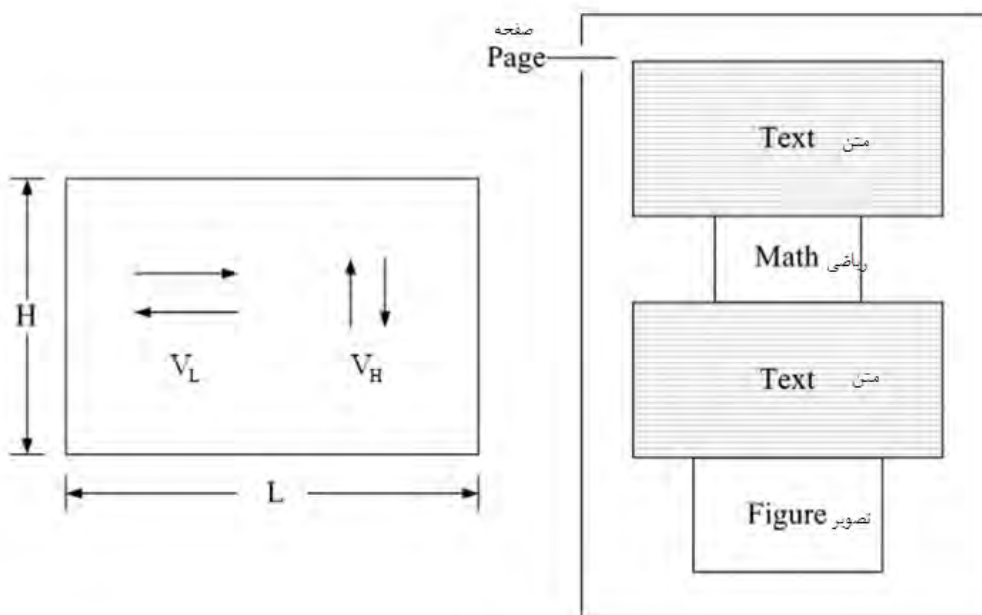 H
V_L
V_H
L
صفحه
Page
Text متن
Math ریاضی
Text متن
Figure تصویر